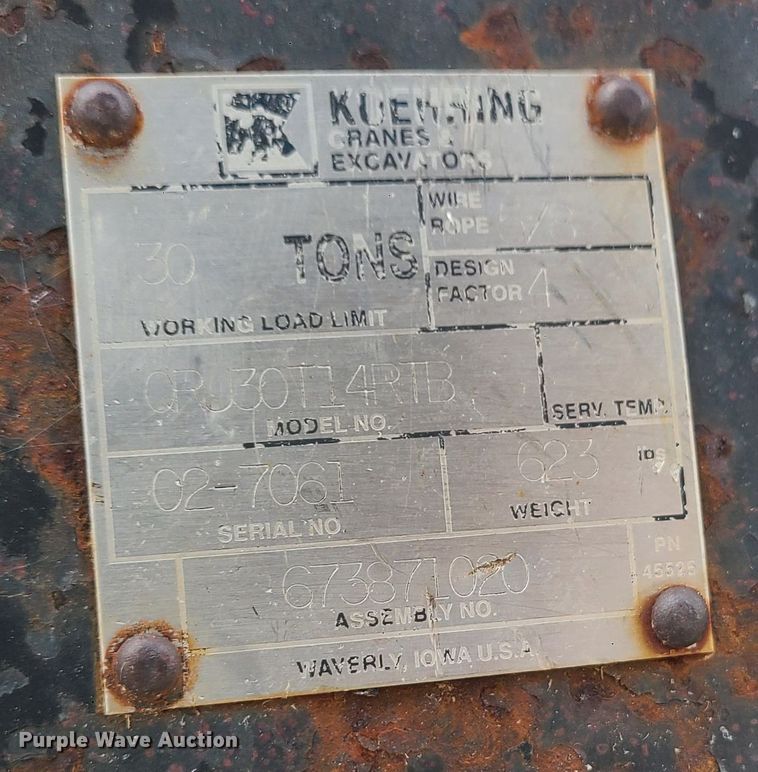 KOEHRING
CRANES &
EXCAVATORS
WIRE
ROPE
30 TONS
WORKING LOAD LIMIT
DESIGN
FACTOR 4
MODEL NO.
SERV. TEMP.
02-7061
SERIAL NO.
623 lbs
WEIGHT
673871020
ASSEMBLY NO.
PN
45525
WAVERLY, IOWA U.S.A.
Purple Wave Auction